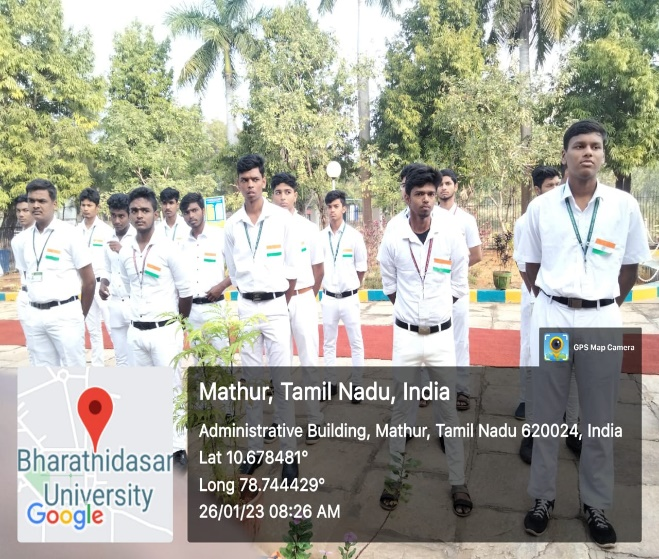 GPS Map Camera
Mathur, Tamil Nadu, India
Administrative Building, Mathur, Tamil Nadu 620024, India
Lat 10.678481°
Long 78.744429°
26/01/23 08:26 AM
Bharathidasan
University
Google